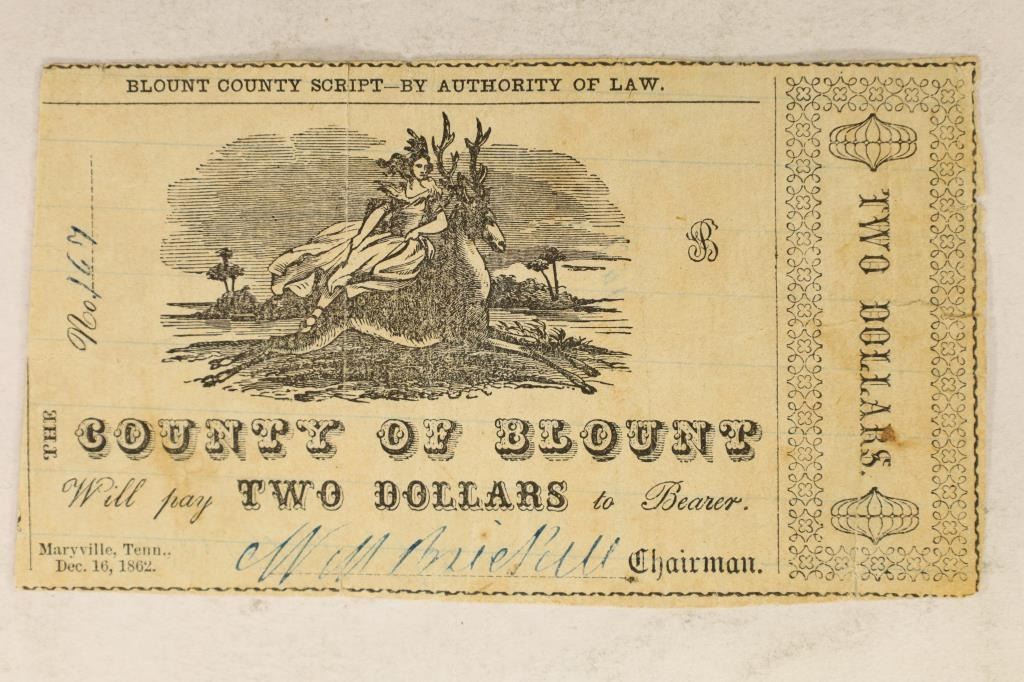 BLOUNT COUNTY SCRIPT—BY AUTHORITY OF LAW.
No
B
THE COUNTY OF BLOUNT
Will pay TWO DOLLARS to Bearer.
Maryville, Tenn.,
Dec. 16, 1862.
Chairman.
TWO DOLLARS.